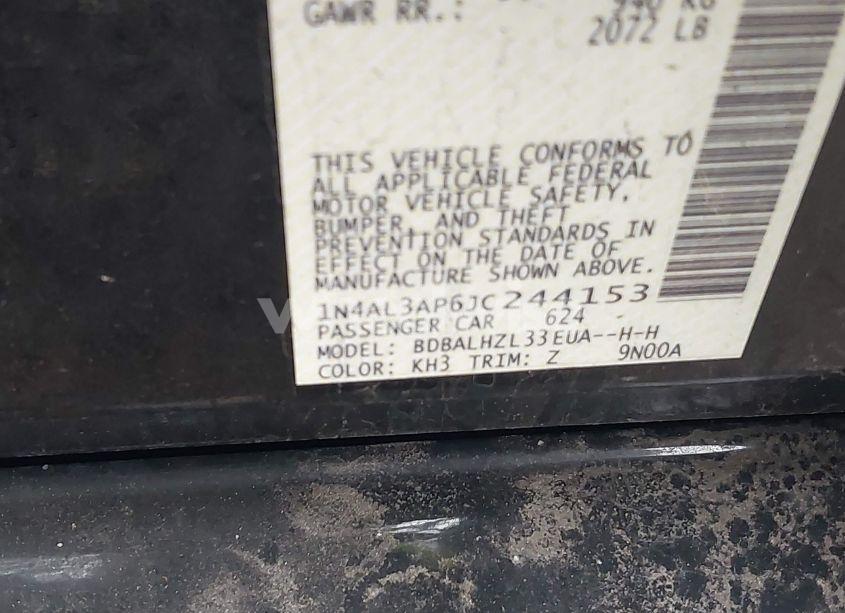 GAWR RR.:
940 KG
2072 LB
THIS VEHICLE CONFORMS TO
ALL APPLICABLE FEDERAL
MOTOR VEHICLE SAFETY,
BUMPER, AND THEFT
PREVENTION STANDARDS IN
EFFECT ON THE DATE OF
MANUFACTURE SHOWN ABOVE.
1N4AL3AP6JC244153
PASSENGER CAR 624
MODEL: BDBALHZL33EUA--H-H
COLOR: KH3 TRIM: Z 9N00A